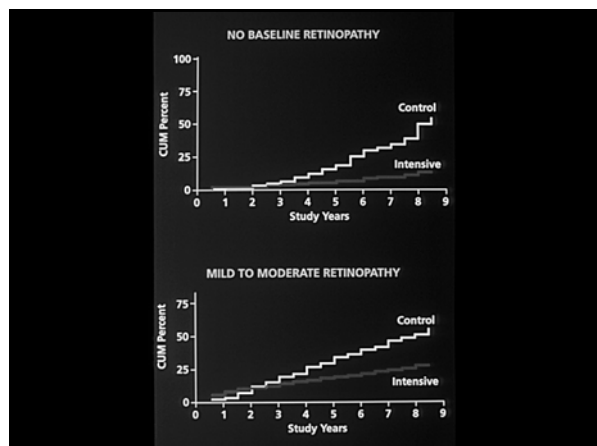 NO BASELINE RETINOPATHY
100
75
50
25
0
CUM Percent
Control
Intensive
0 1 2 3 4 5 6 7 8 9
Study Years
MILD TO MODERATE RETINOPATHY
75
50
25
0
CUM Percent
Control
Intensive
0 1 2 3 4 5 6 7 8 9
Study Years